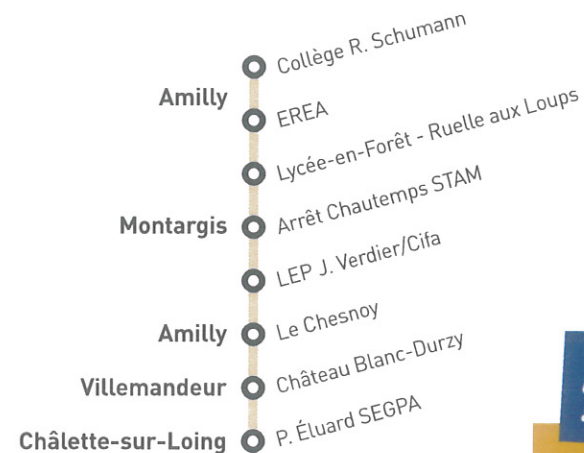 Collège R. Schumann
Amilly
EREA
Lycée-en-Forêt - Ruelle aux Loups
Montargis
Arrêt Chautemps STAM
LEP J. Verdier/Cifa
Amilly
Le Chesnoy
Villemandeur
Château Blanc-Durzy
Châlette-sur-Loing
P. Éluard SEGPA